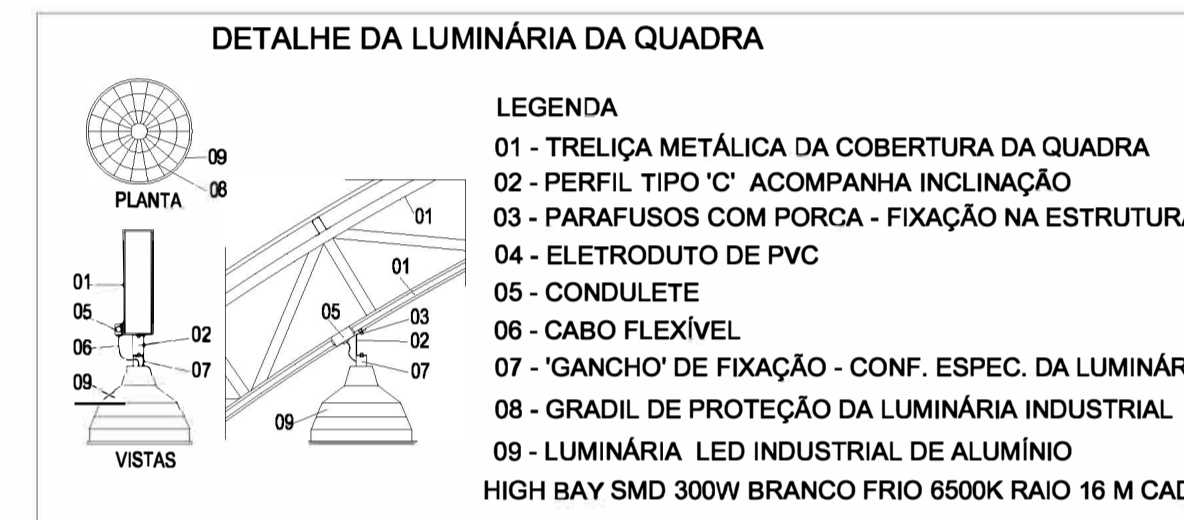 DETALHE DA LUMINÁRIA DA QUADRA
09
08
PLANTA
01
05
06
09
02
07
VISTAS
01
01
05
03
02
07
09
LEGENDA
01 - TRELIÇA METÁLICA DA COBERTURA DA QUADRA
02 - PERFIL TIPO 'C' ACOMPANHA INCLINAÇÃO
03 - PARAFUSOS COM PORCA - FIXAÇÃO NA ESTRUTURA
04 - ELETRODUTO DE PVC
05 - CONDULETE
06 - CABO FLEXÍVEL
07 - 'GANCHO' DE FIXAÇÃO - CONF. ESPEC. DA LUMINÁR
08 - GRADIL DE PROTEÇÃO DA LUMINÁRIA INDUSTRIAL
09 - LUMINÁRIA LED INDUSTRIAL DE ALUMÍNIO
HIGH BAY SMD 300W BRANCO FRIO 6500K RAIO 16 M CAD